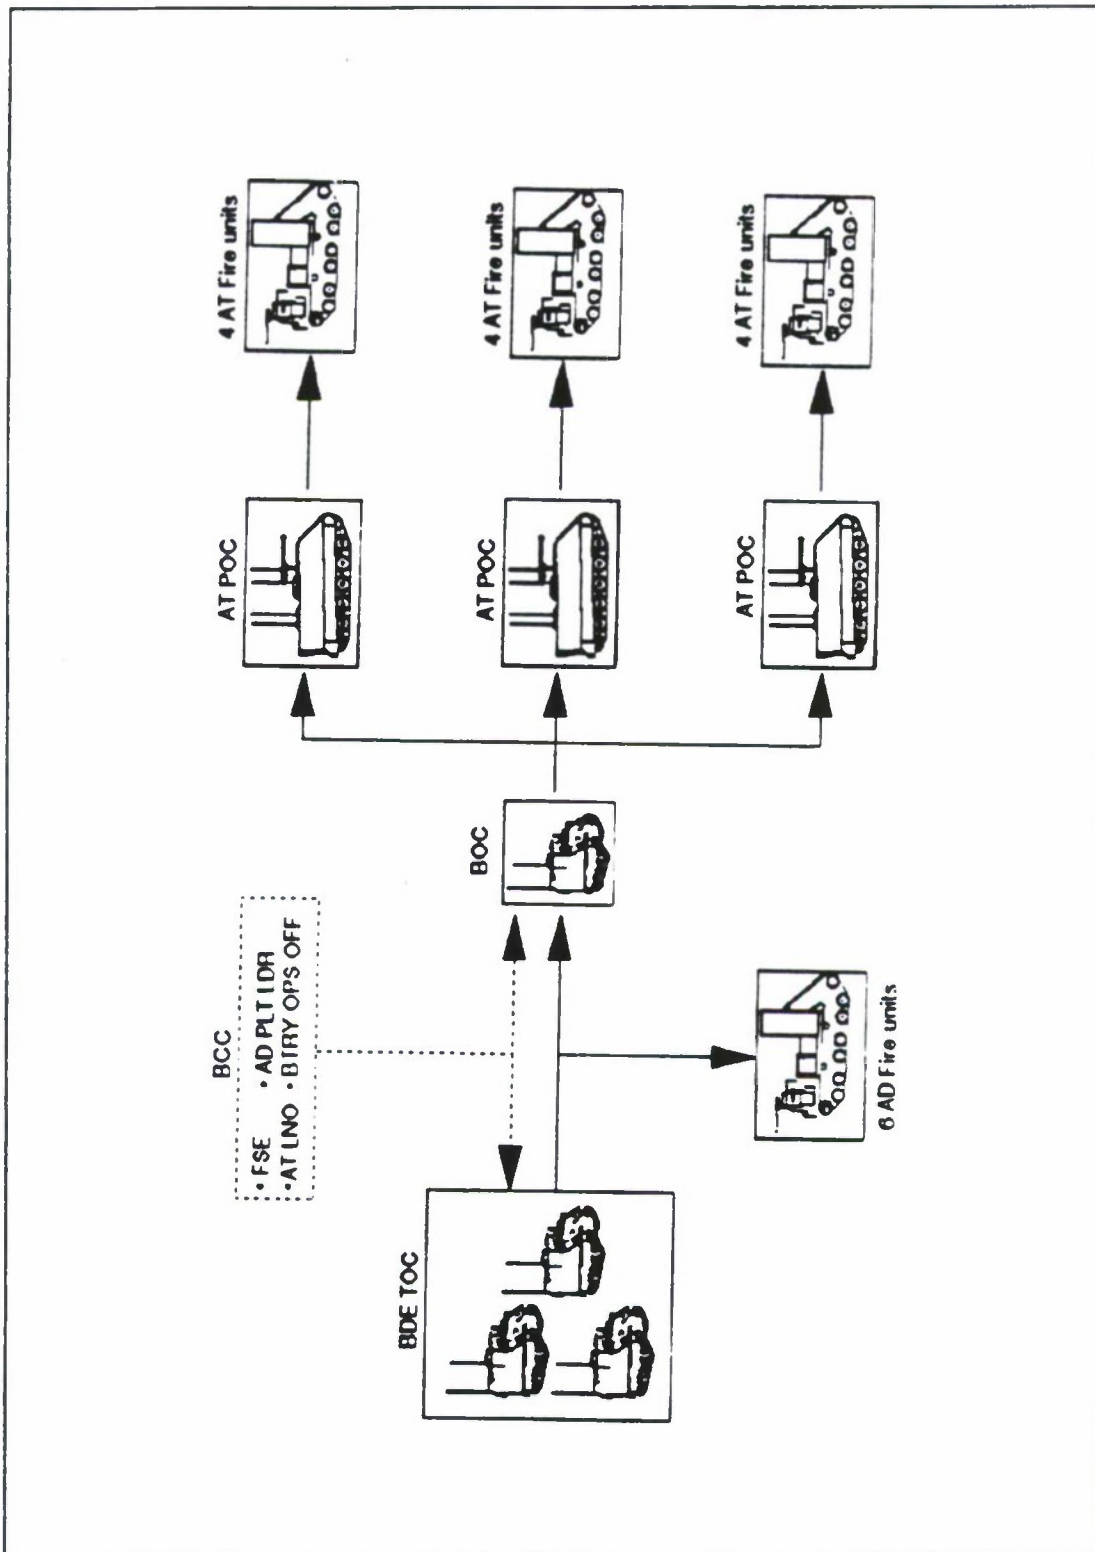 BCC
• FSE • AD PLT LDR
• AT LNO • BTRY OPS OFF
BDE TOC
BOC
AT POC
4 AT Fire units
AT POC
4 AT Fire units
AT POC
4 AT Fire units
6 AD Fire units